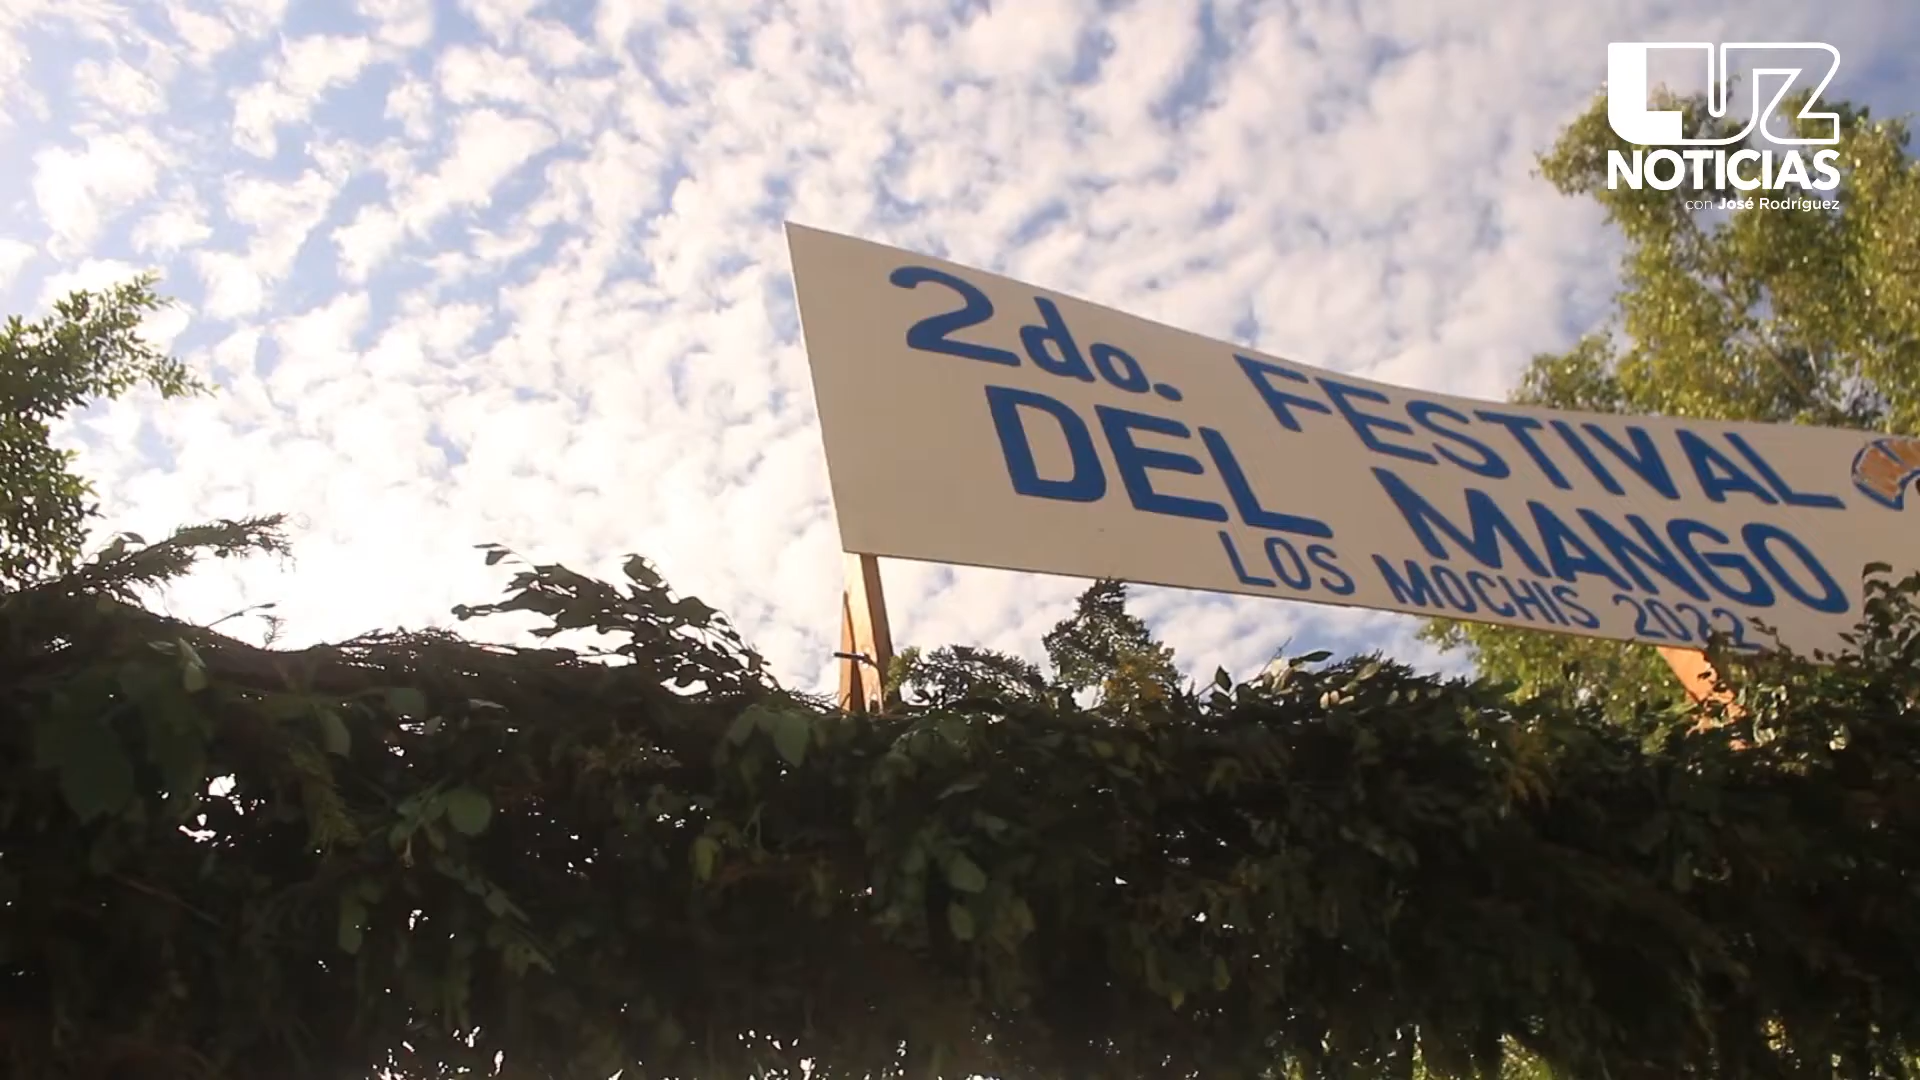 LUZ
NOTICIAS
con José Rodríguez
2do. FESTIVAL
DEL MANGO
LOS MOCHIS 2022